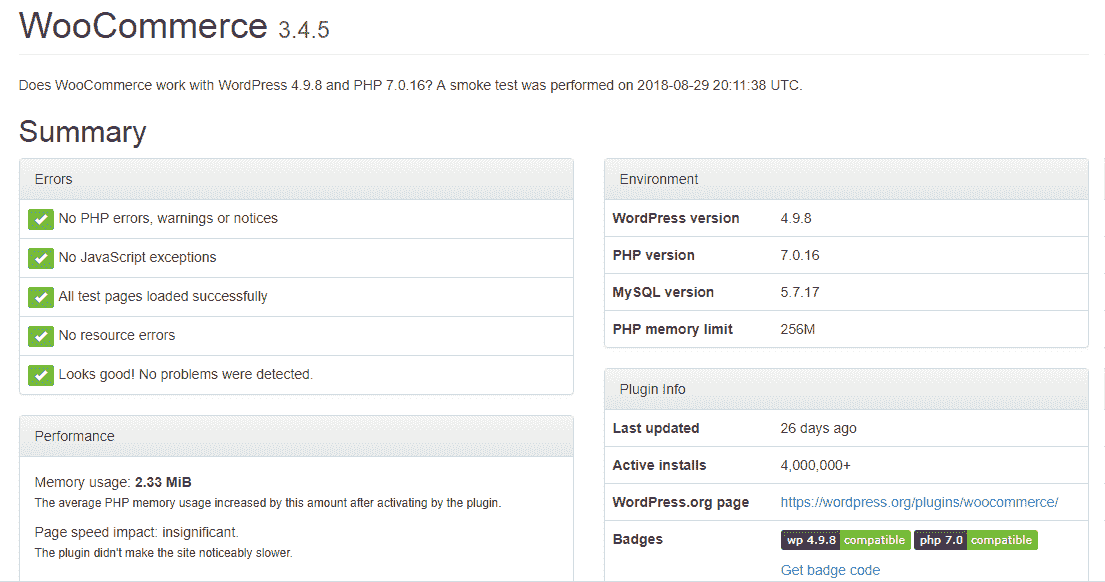 WooCommerce 3.4.5
Does WooCommerce work with WordPress 4.9.8 and PHP 7.0.16? A smoke test was performed on 2018-08-29 20:11:38 UTC.
Summary
Errors
No PHP errors, warnings or notices
No JavaScript exceptions
All test pages loaded successfully
No resource errors
Looks good! No problems were detected.
Performance
Memory usage: 2.33 MiB
The average PHP memory usage increased by this amount after activating by the plugin.
Page speed impact: insignificant.
The plugin didn't make the site noticeably slower.
Environment
WordPress version 4.9.8
PHP version 7.0.16
MySQL version 5.7.17
PHP memory limit 256M
Plugin Info
Last updated 26 days ago
Active installs 4,000,000+
WordPress.org page https://wordpress.org/plugins/woocommerce/
Badges wp 4.9.8 compatible php 7.0 compatible
Get badge code